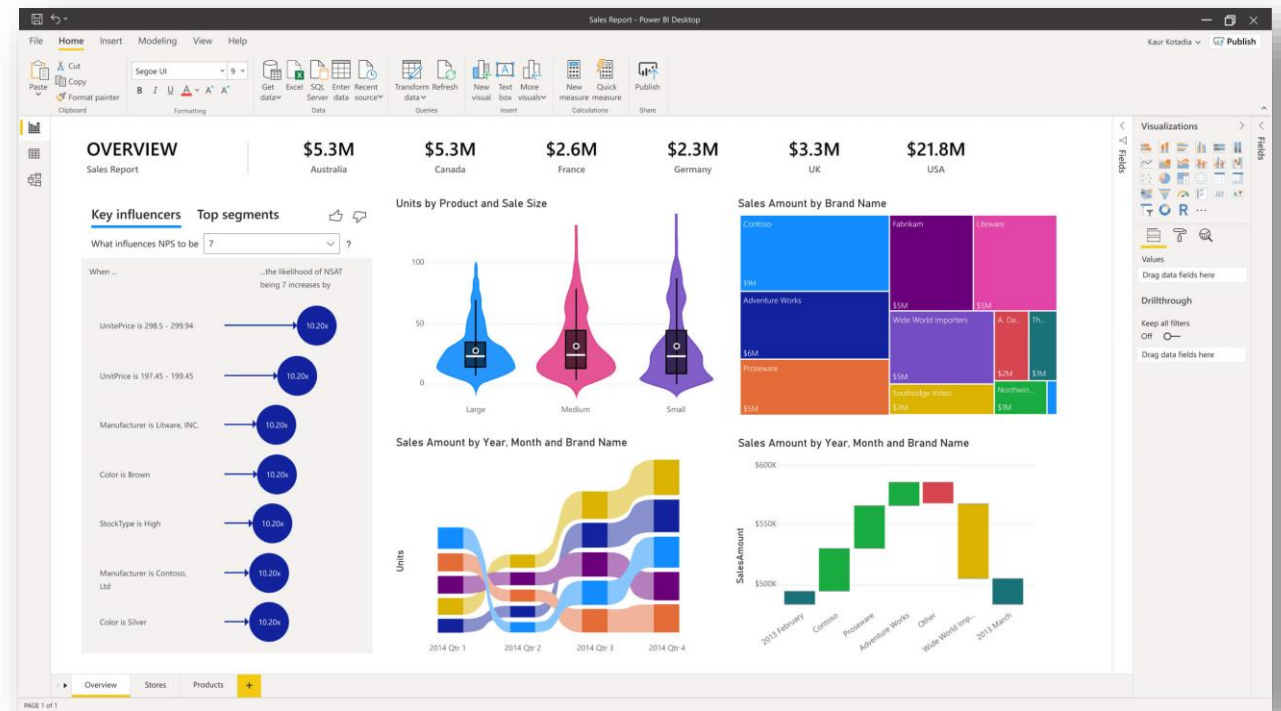 Sales Report - Power BI Desktop
File Home Insert Modeling View Help
Kaur Kotadia
Publish
Paste
Cut
Copy
Format painter
Clipboard
Segoe UI 9
B I U A A A
Formatting
Get data
Excel
SQL Server
Enter data
Recent source
Data
Transform data
Refresh
Queries
New visual
Text box
More visuals
Insert
New measure
Quick measure
Calculations
Publish
Share
OVERVIEW
Sales Report
$5.3M
Australia
$5.3M
Canada
$2.6M
France
$2.3M
Germany
$3.3M
UK
$21.8M
USA
Key influencers Top segments
What influences NPS to be 7 ?
When ...
...the likelihood of NSAT
being 7 increases by
UnitePrice is 298.5 - 299.94 10.20x
UnitPrice is 197.45 - 199.45 10.20x
Manufacturer is Litware, INC. 10.20x
Color is Brown 10.20x
StockType is High 10.20x
Manufacturer is Contoso,
Ltd 10.20x
Color is Silver 10.20x
Units by Product and Sale Size
100
50
0
Large Medium Small
Sales Amount by Brand Name
Contoso
$9M
Fabrikam
$5M
Liteware
$5M
Adventure Works
$6M
Wide World Importers
$5M
A. Da...
$2M
Th...
$1M
Proseware
$5M
Southridge Video
$2M
Northwin...
$1M
Sales Amount by Year, Month and Brand Name
Units
2014 Qtr 1 2014 Qtr 2 2014 Qtr 3 2014 Qtr 4
Sales Amount by Year, Month and Brand Name
SalesAmount
$600K
$550K
$500K
2013 February
Contoso
Proseware
Adventure Works
Other
Wide World Imp...
2013 March
Fields
Visualizations
R ...
Values
Drag data fields here
Drillthrough
Keep all filters
Off
Drag data fields here
Fields
Overview Stores Products +
PAGE 1 of 1